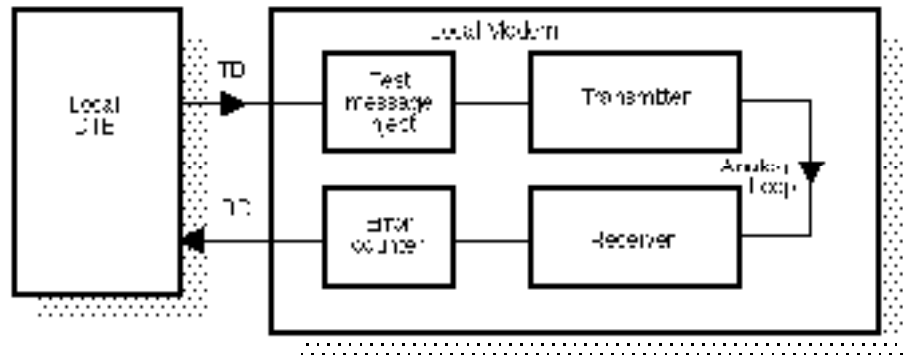 Local Modem
Local
DTE
TD
Test
message
inject
Transmitter
Analog
Loop
RD
Error
counter
Receiver